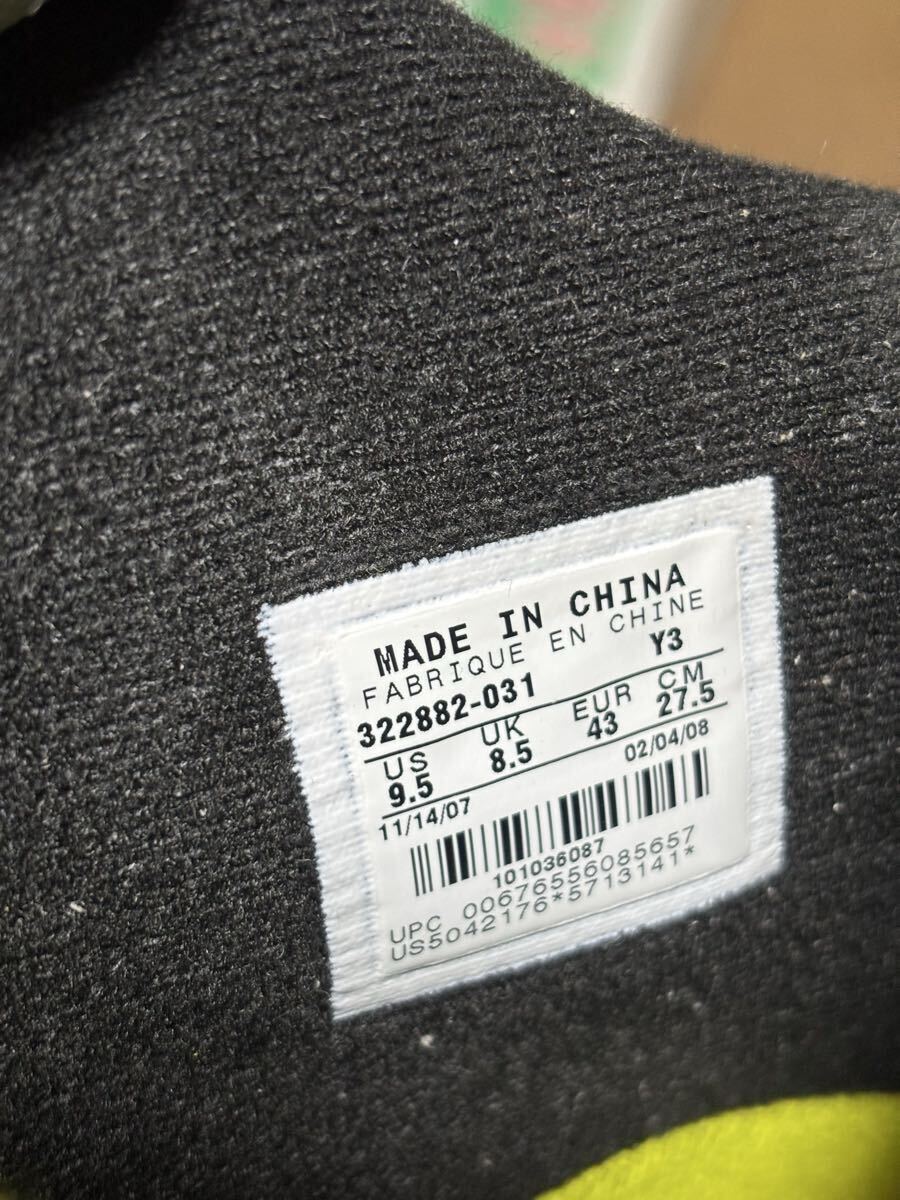 MADE IN CHINA
FABRIQUE EN CHINE
322882-031 Y3
US UK EUR CM
9.5 8.5 43 27.5
11/14/07 02/04/08
101036087
UPC 00676556085657
US5042176*5713141*